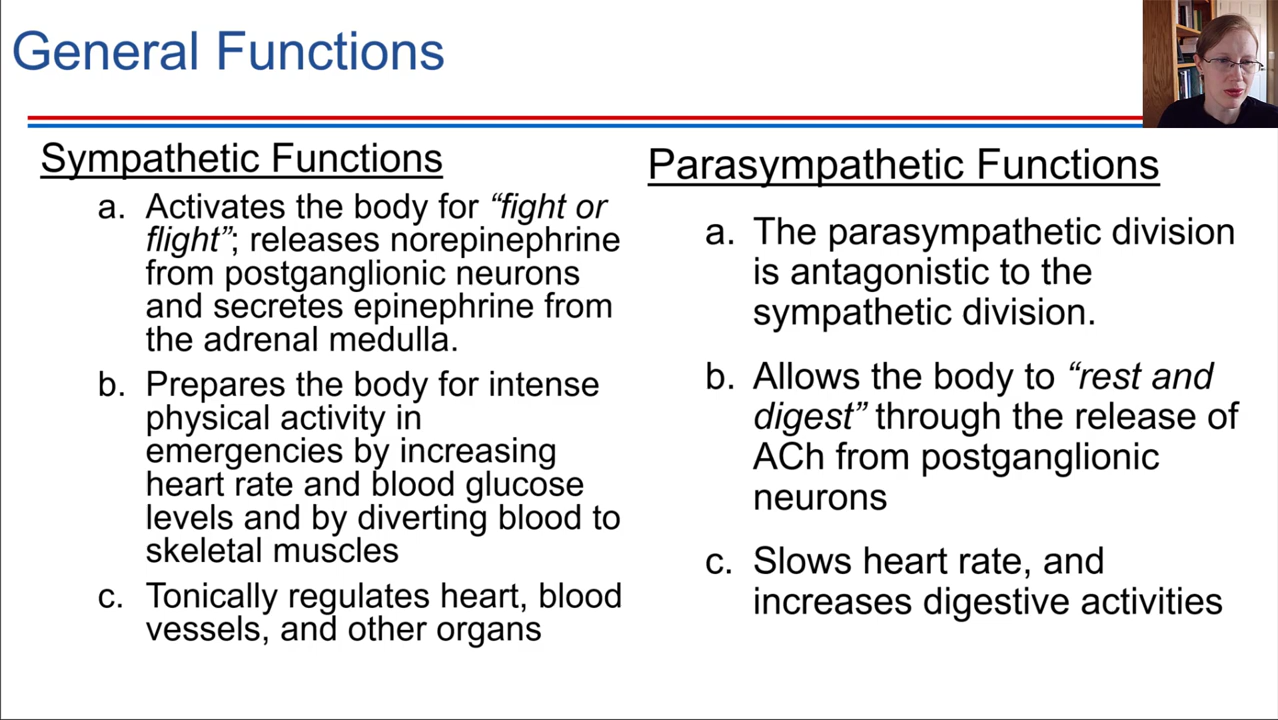 General Functions
Sympathetic Functions
a. Activates the body for “fight or
flight”; releases norepinephrine
from postganglionic neurons
and secretes epinephrine from
the adrenal medulla.
b. Prepares the body for intense
physical activity in
emergencies by increasing
heart rate and blood glucose
levels and by diverting blood to
skeletal muscles
c. Tonically regulates heart, blood
vessels, and other organs
Parasympathetic Functions
a. The parasympathetic division
is antagonistic to the
sympathetic division.
b. Allows the body to “rest and
digest” through the release of
ACh from postganglionic
neurons
c. Slows heart rate, and
increases digestive activities